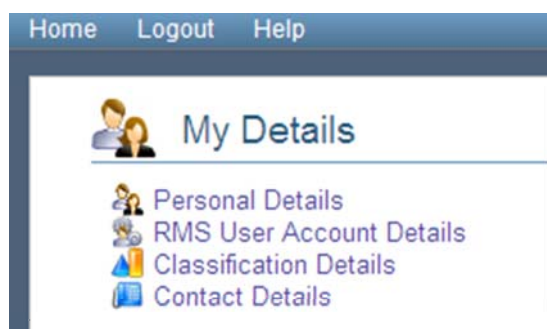 Home Logout Help
My Details
Personal Details
RMS User Account Details
Classification Details
Contact Details